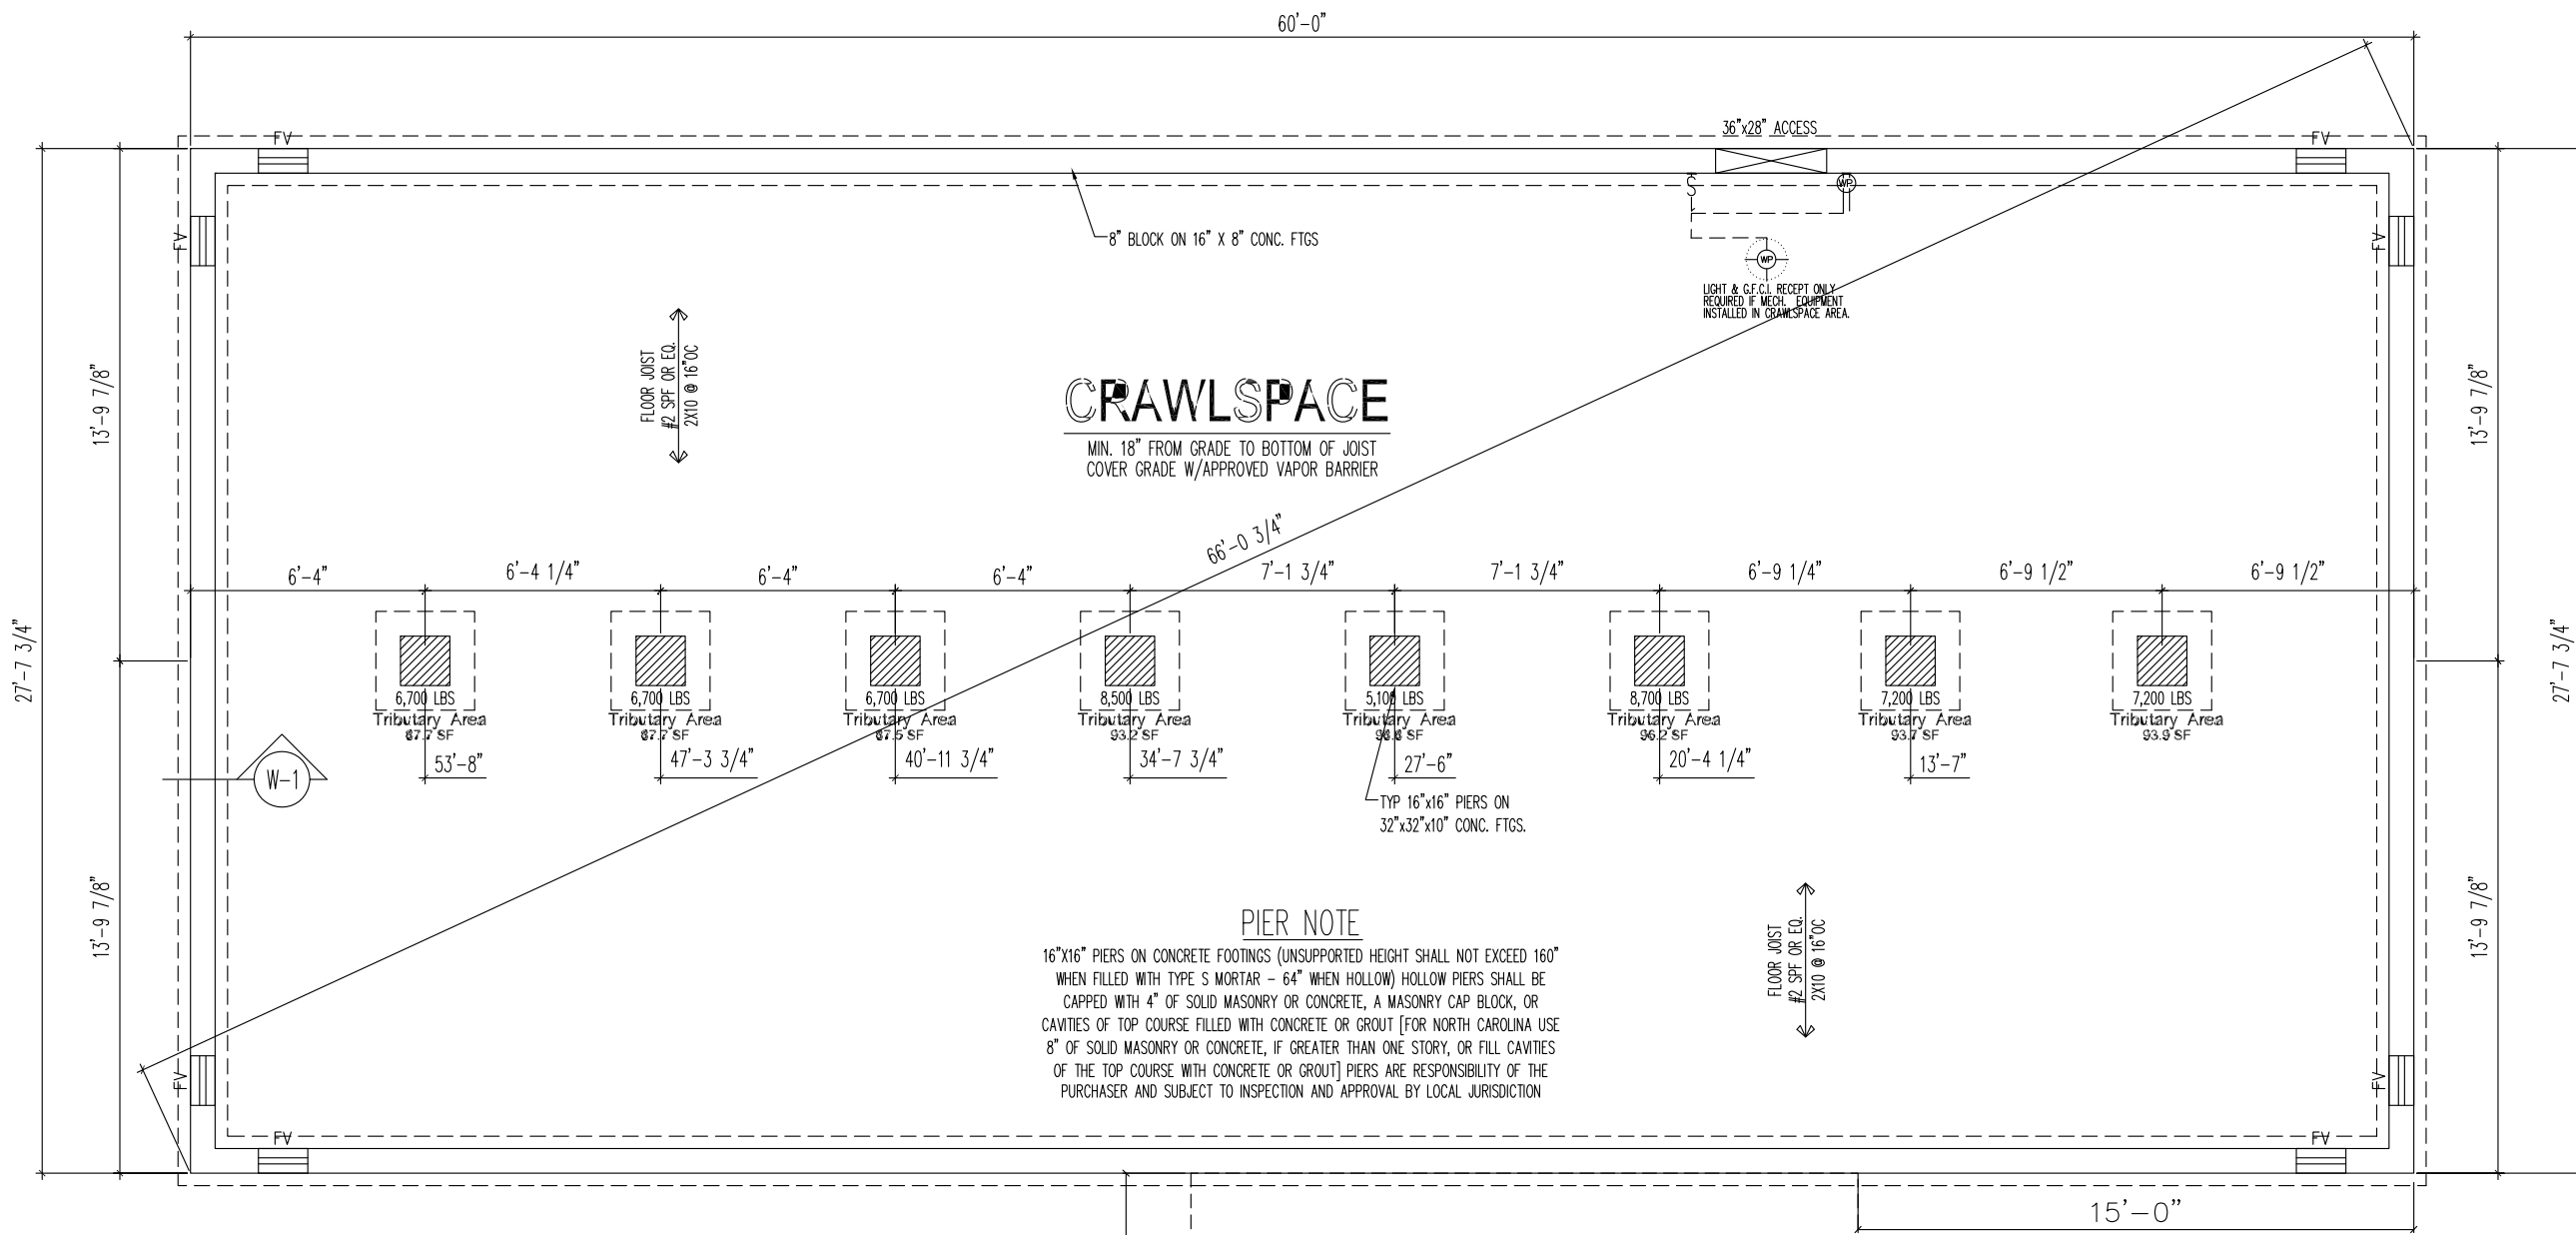 60'-0"
FV
36"x28" ACCESS
FV
S
WP
FV
FV
8" BLOCK ON 16" X 8" CONC. FTGS
WP
LIGHT & G.F.C.I. RECEPT ONLY
REQUIRED IF MECH. EQUIPMENT
INSTALLED IN CRAWLSPACE AREA.
FLOOR JOIST
#2 SPF OR EQ.
2X10 @ 16"OC
13'-9 7/8"
CRAWLSPACE
13'-9 7/8"
MIN. 18" FROM GRADE TO BOTTOM OF JOIST
COVER GRADE W/APPROVED VAPOR BARRIER
66'-0 3/4"
6'-4"
6'-4 1/4"
6'-4"
6'-4"
7'-1 3/4"
7'-1 3/4"
6'-9 1/4"
6'-9 1/2"
6'-9 1/2"
27'-7 3/4"
27'-7 3/4"
6,700 LBS
Tributary Area
87.7 SF
6,700 LBS
Tributary Area
87.7 SF
6,700 LBS
Tributary Area
87.5 SF
8,500 LBS
Tributary Area
93.2 SF
5,100 LBS
Tributary Area
SF
8,700 LBS
Tributary Area
96.2 SF
7,200 LBS
Tributary Area
93.7 SF
7,200 LBS
Tributary Area
93.9 SF
W-1
53'-8"
47'-3 3/4"
40'-11 3/4"
34'-7 3/4"
27'-6"
20'-4 1/4"
13'-7"
TYP 16"x16" PIERS ON
32"x32"x10" CONC. FTGS.
13'-9 7/8"
13'-9 7/8"
FLOOR JOIST
#2 SPF OR EQ.
2X10 @ 16"OC
PIER NOTE
16"X16" PIERS ON CONCRETE FOOTINGS (UNSUPPORTED HEIGHT SHALL NOT EXCEED 160"
WHEN FILLED WITH TYPE S MORTAR - 64" WHEN HOLLOW) HOLLOW PIERS SHALL BE
CAPPED WITH 4" OF SOLID MASONRY OR CONCRETE, A MASONRY CAP BLOCK, OR
CAVITIES OF TOP COURSE FILLED WITH CONCRETE OR GROUT [FOR NORTH CAROLINA USE
8" OF SOLID MASONRY OR CONCRETE, IF GREATER THAN ONE STORY, OR FILL CAVITIES
OF THE TOP COURSE WITH CONCRETE OR GROUT] PIERS ARE RESPONSIBILITY OF THE
PURCHASER AND SUBJECT TO INSPECTION AND APPROVAL BY LOCAL JURISDICTION
FV
FV
FV
FV
15'-0"